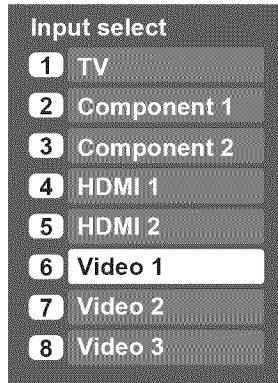 Input select
1 TV
2 Component 1
3 Component 2
4 HDMI 1
5 HDMI 2
6 Video 1
7 Video 2
8 Video 3